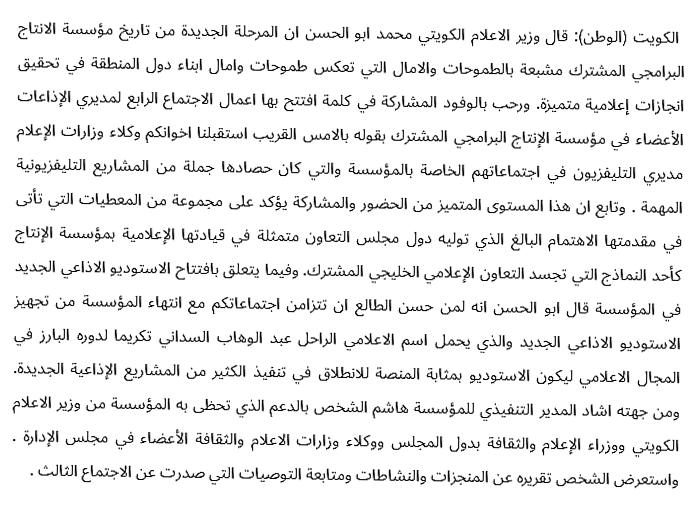 الكويت (الوطن): قال وزير الاعلام الكويتي محمد ابو الحسن ان المرحلة الجديدة من تاريخ مؤسسة الانتاج
البرامجي المشترك مشبعة بالطموحات والامال التي تعكس طموحات وامال ابناء دول المنطقة في تحقيق
انجازات إعلامية متميزة. ورحب بالوفود المشاركة في كلمة افتتح بها اعمال الاجتماع الرابع لمديري الإذاعات
الأعضاء في مؤسسة الإنتاج البرامجي المشترك بقوله بالامس القريب استقبلنا اخوانكم وكلاء وزارات الإعلام
مديري التليفزيون في اجتماعاتهم الخاصة بالمؤسسة والتي كان حصادها جملة من المشاريع التليفزيونية
المهمة . وتابع ان هذا المستوى المتميز من الحضور والمشاركة يؤكد على مجموعة من المعطيات التي تأتى
في مقدمتها الاهتمام البالغ الذي توليه دول مجلس التعاون متمثلة في قيادتها الإعلامية بمؤسسة الإنتاج
كأحد النماذج التي تجسد التعاون الإعلامي الخليجي المشترك. وفيما يتعلق بافتتاح الاستوديو الاذاعي الجديد
في المؤسسة قال ابو الحسن انه لمن حسن الطالع ان تتزامن اجتماعاتكم مع انتهاء المؤسسة من تجهيز
الاستوديو الاذاعي الجديد والذي يحمل اسم الاعلامي الراحل عبد الوهاب السداني تكريما لدوره البارز في
المجال الاعلامي ليكون الاستوديو بمثابة المنصة للانطلاق في تنفيذ الكثير من المشاريع الإذاعية الجديدة.
ومن جهته اشاد المدير التنفيذي للمؤسسة هاشم الشخص بالدعم الذي تحظى به المؤسسة من وزير الاعلام
الكويتي ووزراء الإعلام والثقافة بدول المجلس ووكلاء وزارات الاعلام والثقافة الأعضاء في مجلس الإدارة .
واستعرض الشخص تقريره عن المنجزات والنشاطات ومتابعة التوصيات التي صدرت عن الاجتماع الثالث .